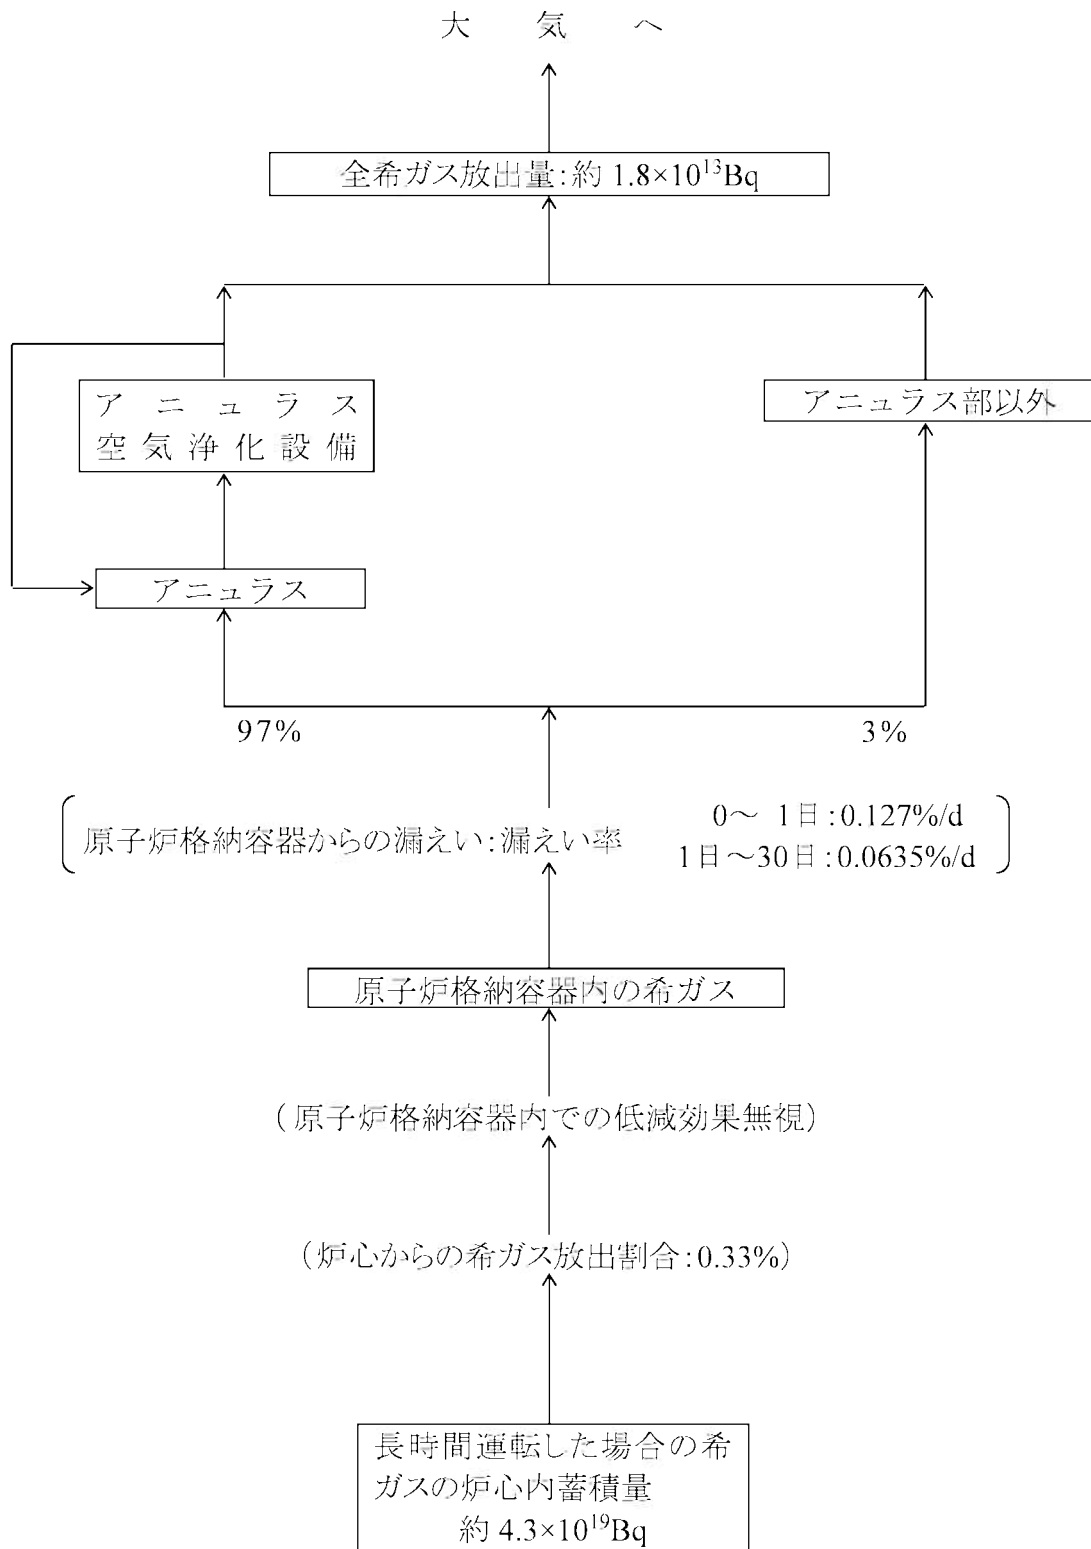 大気へ
全希ガス放出量:約 1.8×10¹³Bq
アニュラス
空気浄化設備
アニュラス部以外
アニュラス
97%
3%
原子炉格納容器からの漏えい:漏えい率
0～ 1日:0.127%/d
1日～30日:0.0635%/d
原子炉格納容器内の希ガス
(原子炉格納容器内での低減効果無視)
(炉心からの希ガス放出割合:0.33%)
長時間運転した場合の希
ガスの炉心内蓄積量
約 4.3×10¹⁹Bq